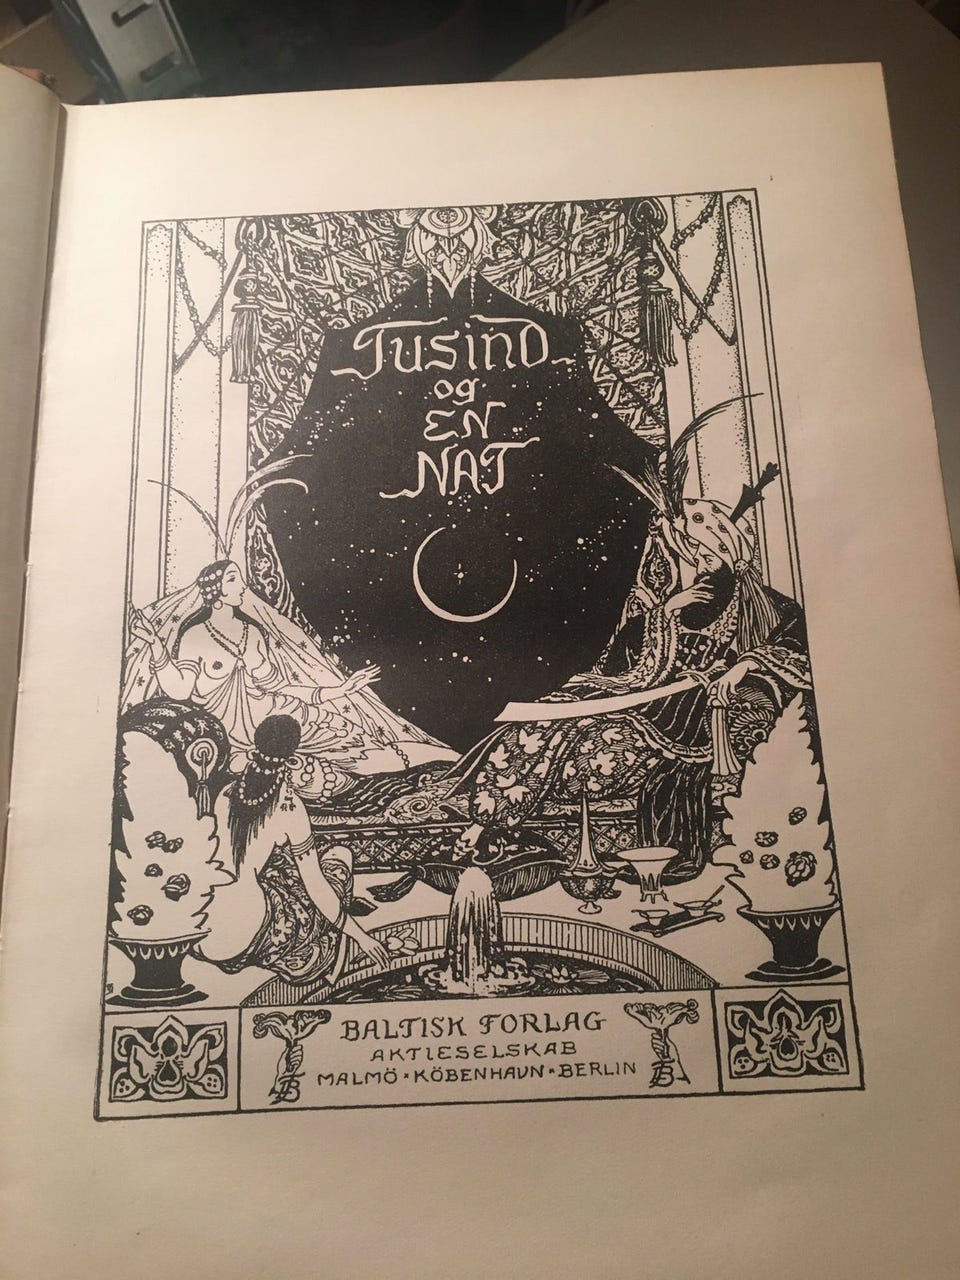 Tusind
og
EN
NAT
BALTISK FORLAG
AKTIESELSKAB
MALMÖ * KÖBENHAVN * BERLIN